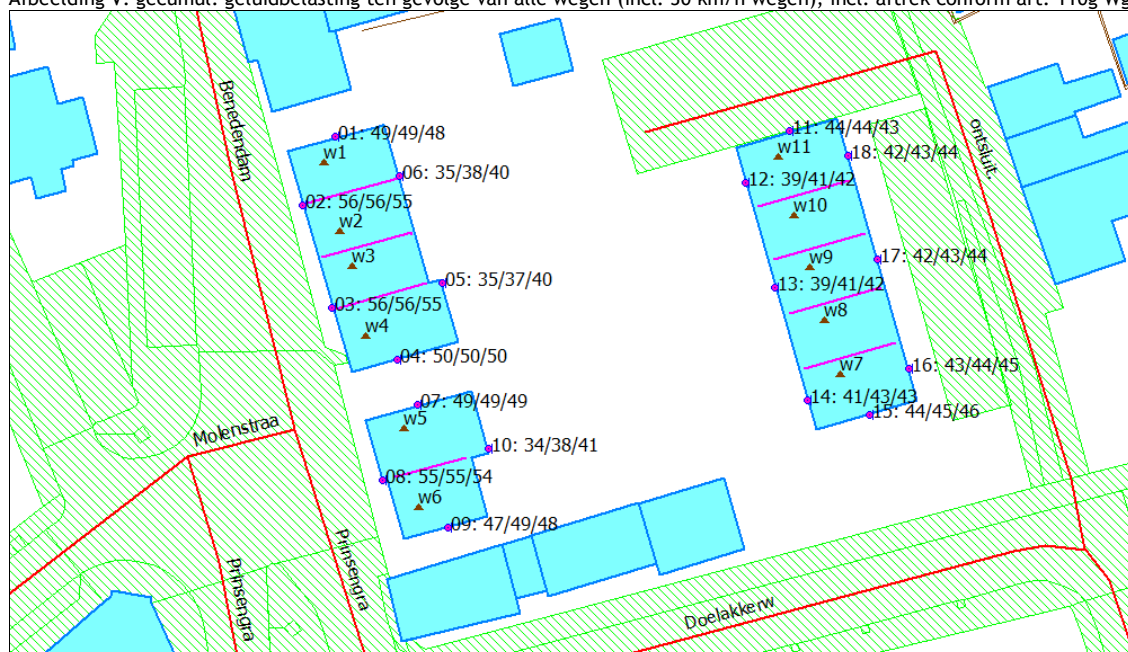 Afbeelding V: gecumul. geluidbelasting ten gevolge van alle wegen (incl. 30 km/h wegen), incl. aftrek conform art. 110g
Benedendam
01: 49/49/48
w1
06: 35/38/40
02: 56/56/55
w2
w3
05: 35/37/40
03: 56/56/55
w4
04: 50/50/50
11: 44/44/43
w11
18: 42/43/44
ontsluit.
12: 39/41/42
w10
17: 42/43/44
w9
13: 39/41/42
w8
16: 43/44/45
w7
14: 41/43/43
15: 44/45/46
07: 49/49/49
w5
Molenstraa
10: 34/38/41
08: 55/55/54
w6
09: 47/49/48
Prinsengra
Prinsengra
Doelakkerw